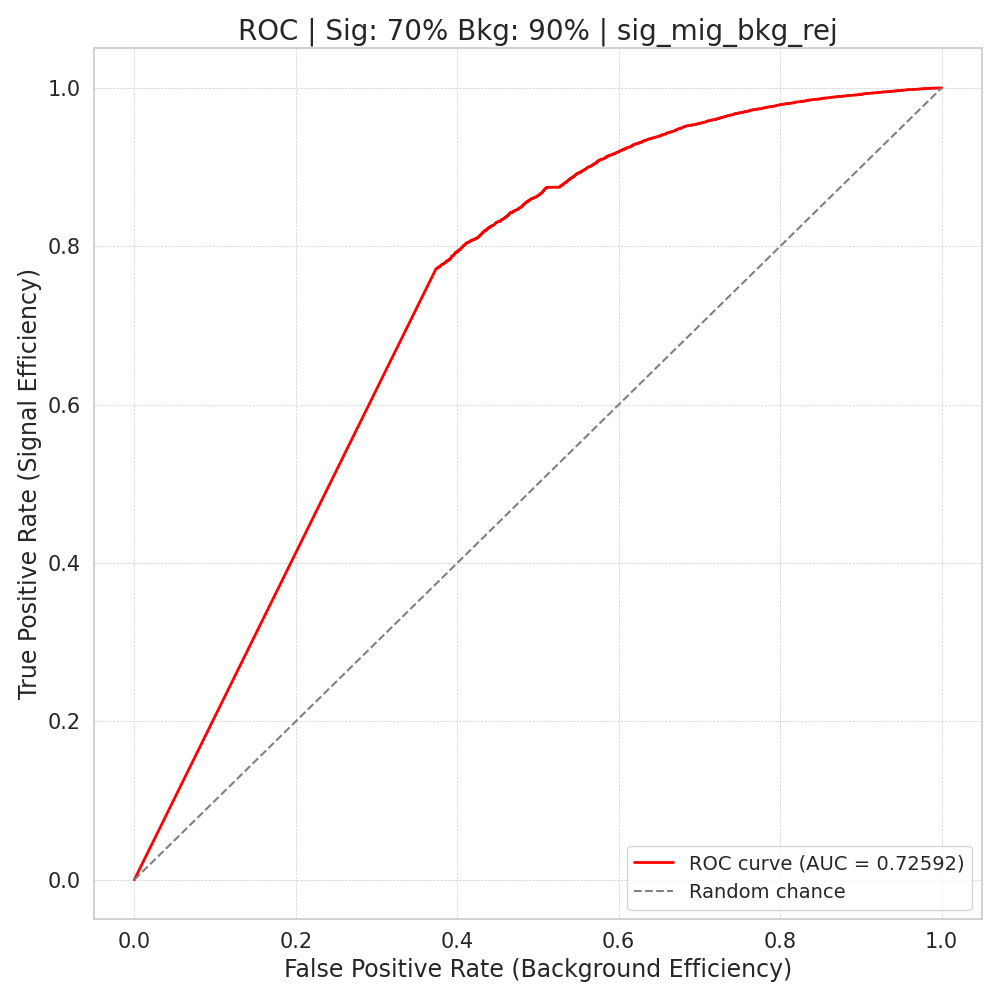 ROC | Sig: 70% Bkg: 90% | sig_mig_bkg_rej
True Positive Rate (Signal Efficiency)
1.0
0.8
0.6
0.4
0.2
0.0
ROC curve (AUC = 0.72592)
Random chance
0.0 0.2 0.4 0.6 0.8 1.0
False Positive Rate (Background Efficiency)